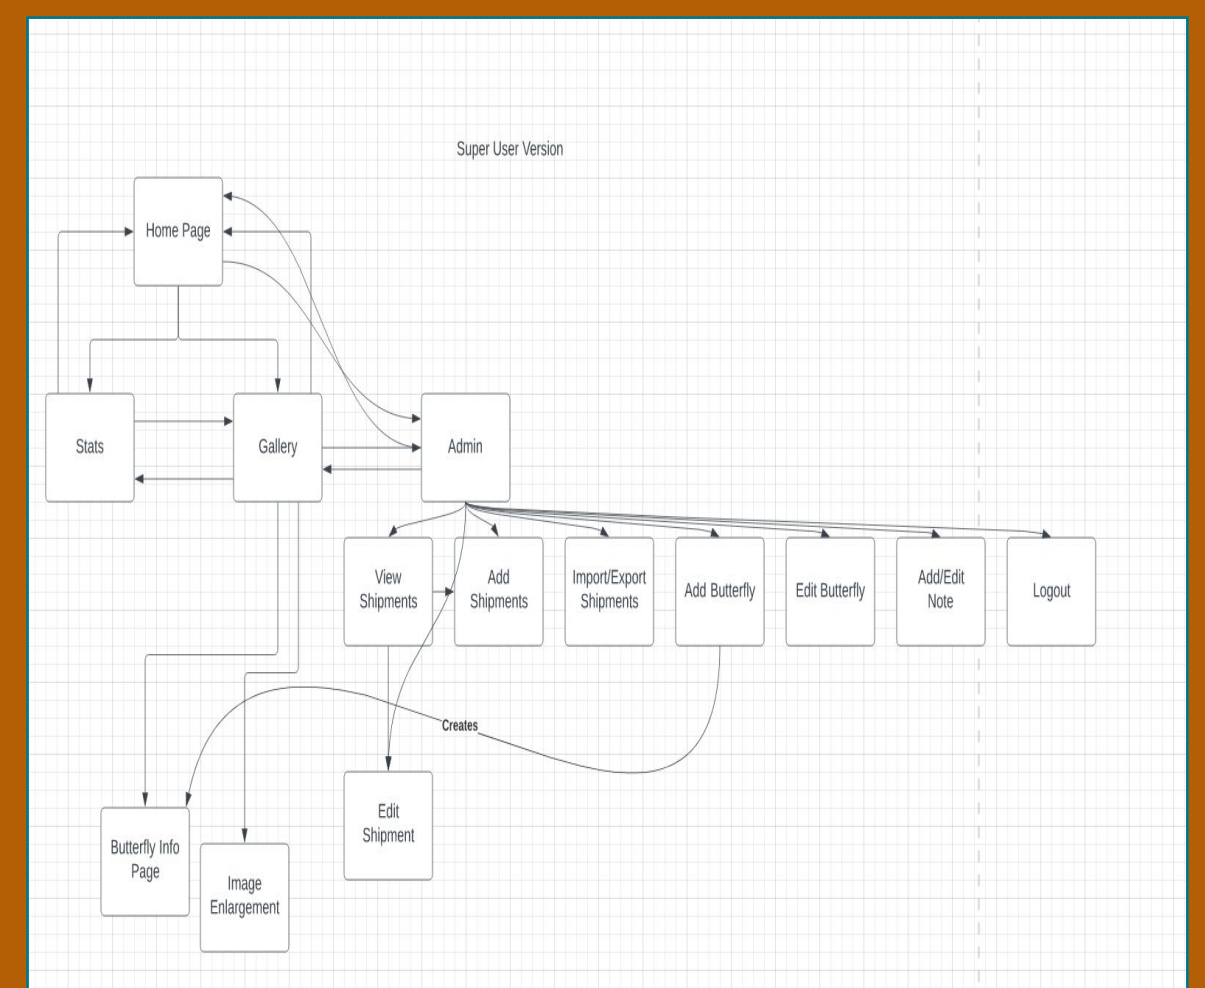 Super User Version
Home Page
Stats
Gallery
Admin
View
Shipments
Add
Shipments
Import/Export
Shipments
Add Butterfly
Edit Butterfly
Add/Edit
Note
Logout
Creates
Edit
Shipment
Butterfly Info
Page
Image
Enlargement